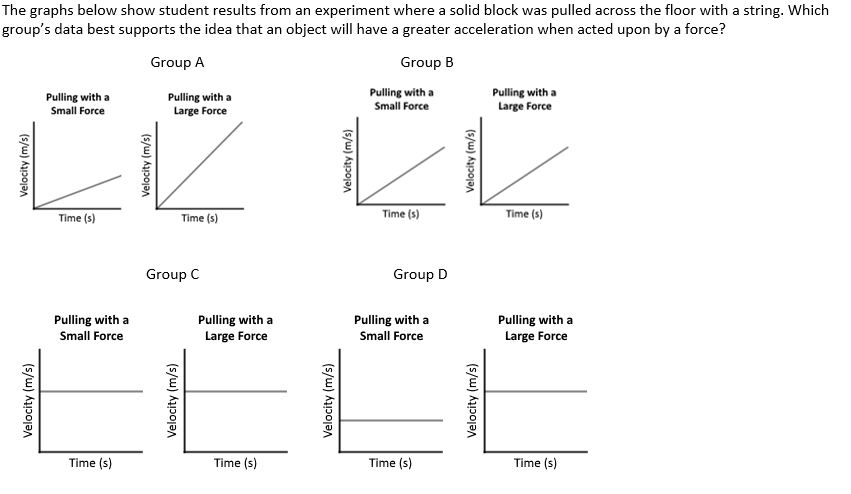 The graphs below show student results from an experiment where a solid block was pulled across the floor with a string. Which
group's data best supports the idea that an object will have a greater acceleration when acted upon by a force?
Group A
Group B
Pulling with a
Small Force
Pulling with a
Large Force
Pulling with a
Small Force
Pulling with a
Large Force
Velocity (m/s)
Velocity (m/s)
Velocity (m/s)
Velocity (m/s)
Time (s)
Time (s)
Time (s)
Time (s)
Group C
Group D
Pulling with a
Small Force
Pulling with a
Large Force
Pulling with a
Small Force
Pulling with a
Large Force
Velocity (m/s)
Velocity (m/s)
Velocity (m/s)
Velocity (m/s)
Time (s)
Time (s)
Time (s)
Time (s)